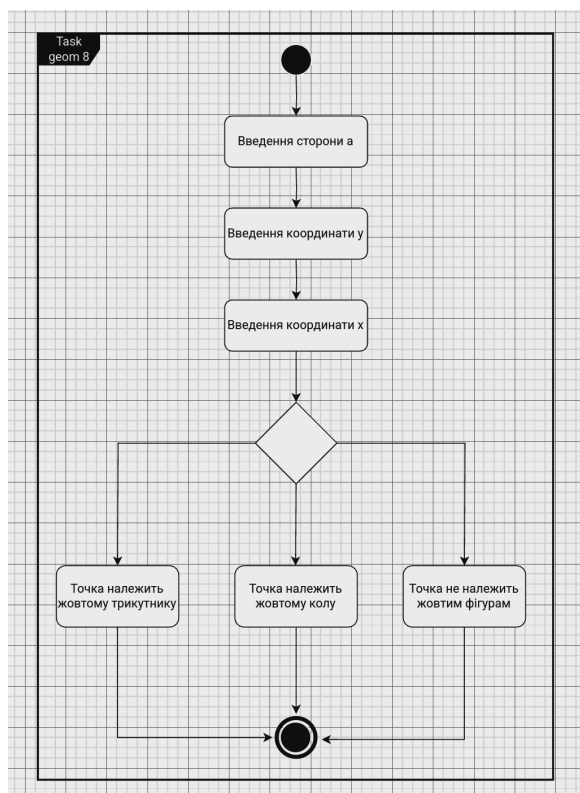 Task
geom 8
Введення сторони а
Введення координати у
Введення координати х
Точка належить
жовтому трикутнику
Точка належить
жовтому колу
Точка не належить
жовтим фігурам